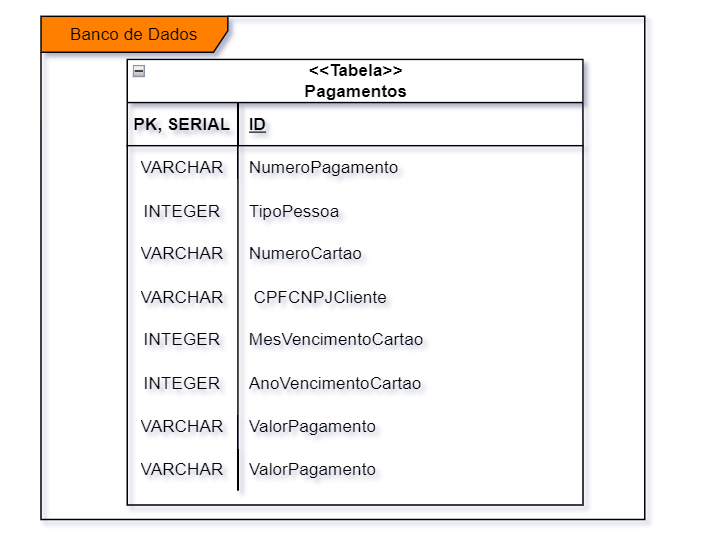 Banco de Dados
<<Tabela>>
Pagamentos
PK, SERIAL ID
VARCHAR NumeroPagamento
INTEGER TipoPessoa
VARCHAR NumeroCartao
VARCHAR CPFCNPJCliente
INTEGER MesVencimentoCartao
INTEGER AnoVencimentoCartao
VARCHAR ValorPagamento
VARCHAR ValorPagamento